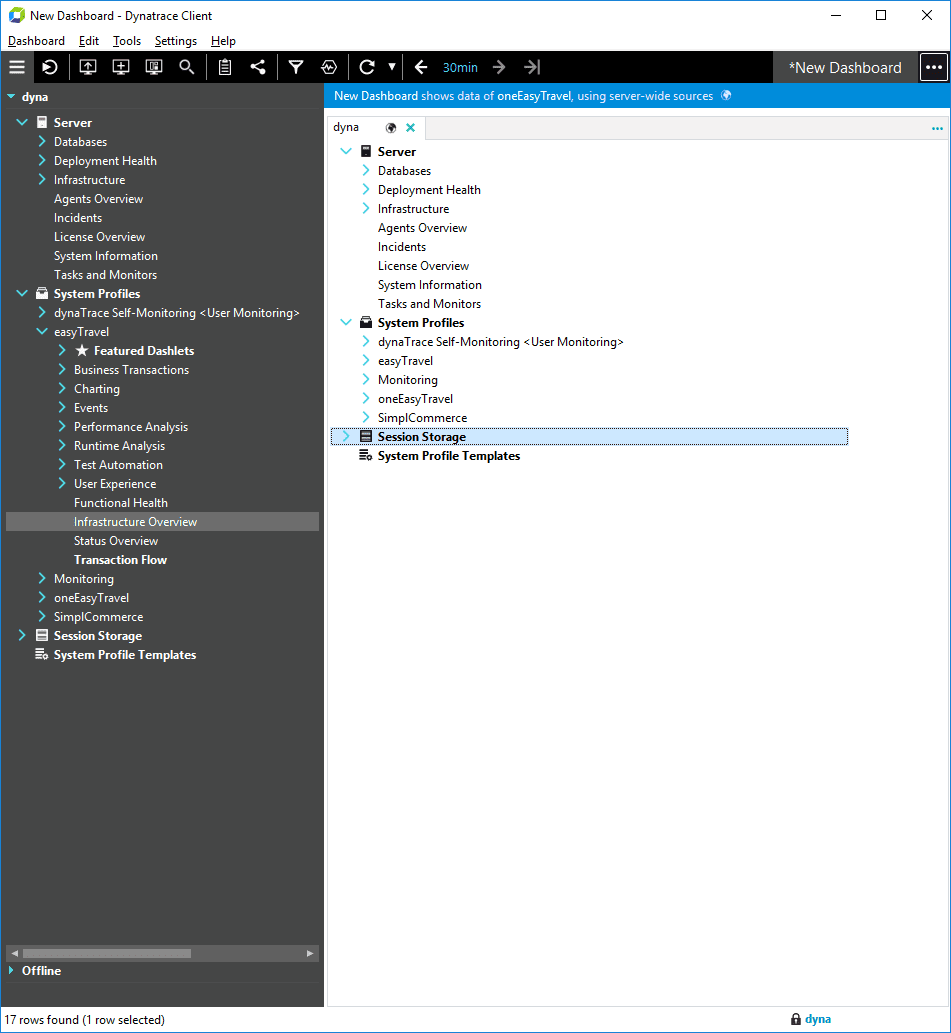 New Dashboard - Dynatrace Client
Dashboard Edit Tools Settings Help
30min
*New Dashboard
dyna
Server
Databases
Deployment Health
Infrastructure
Agents Overview
Incidents
License Overview
System Information
Tasks and Monitors
System Profiles
dynaTrace Self-Monitoring <User Monitoring>
easyTravel
Featured Dashlets
Business Transactions
Charting
Events
Performance Analysis
Runtime Analysis
Test Automation
User Experience
Functional Health
Infrastructure Overview
Status Overview
Transaction Flow
Monitoring
oneEasyTravel
SimplCommerce
Session Storage
System Profile Templates
Offline
New Dashboard shows data of oneEasyTravel, using server-wide sources
dyna
Server
Databases
Deployment Health
Infrastructure
Agents Overview
Incidents
License Overview
System Information
Tasks and Monitors
System Profiles
dynaTrace Self-Monitoring <User Monitoring>
easyTravel
Monitoring
oneEasyTravel
SimplCommerce
Session Storage
System Profile Templates
17 rows found (1 row selected)
dyna